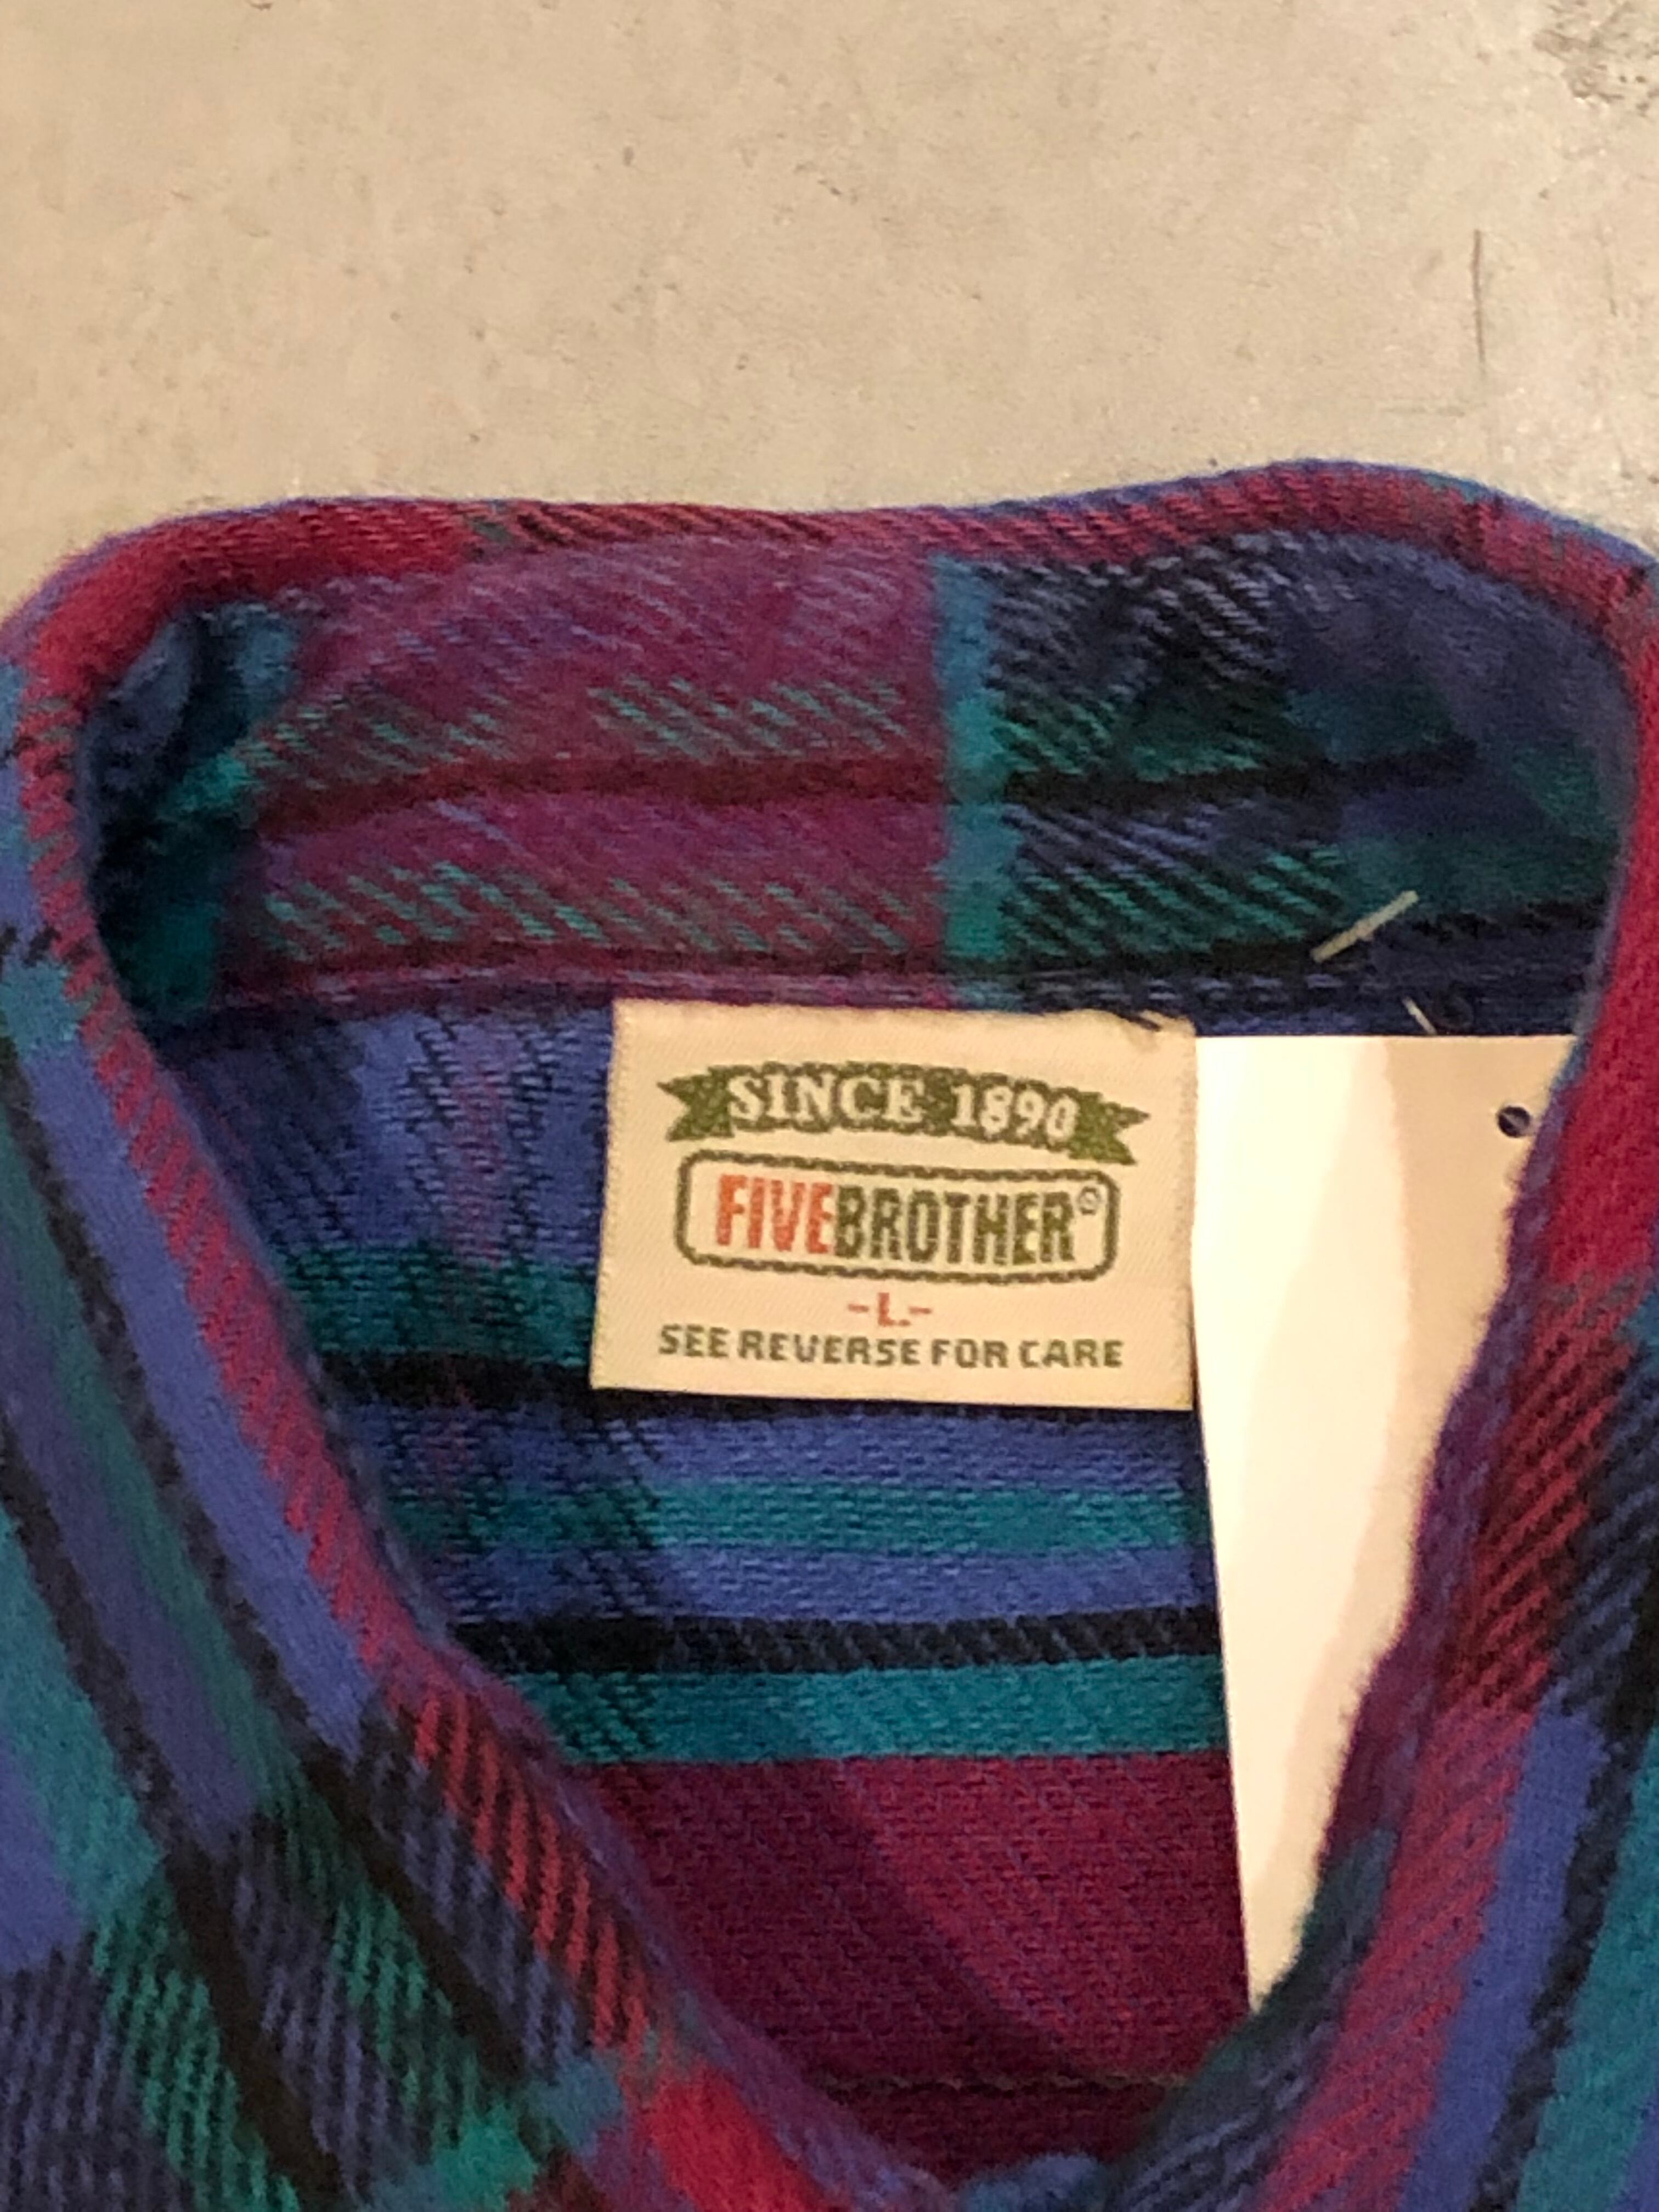 SINCE 1890
FIVEBROTHER®
-L-
SEE REVERSE FOR CARE